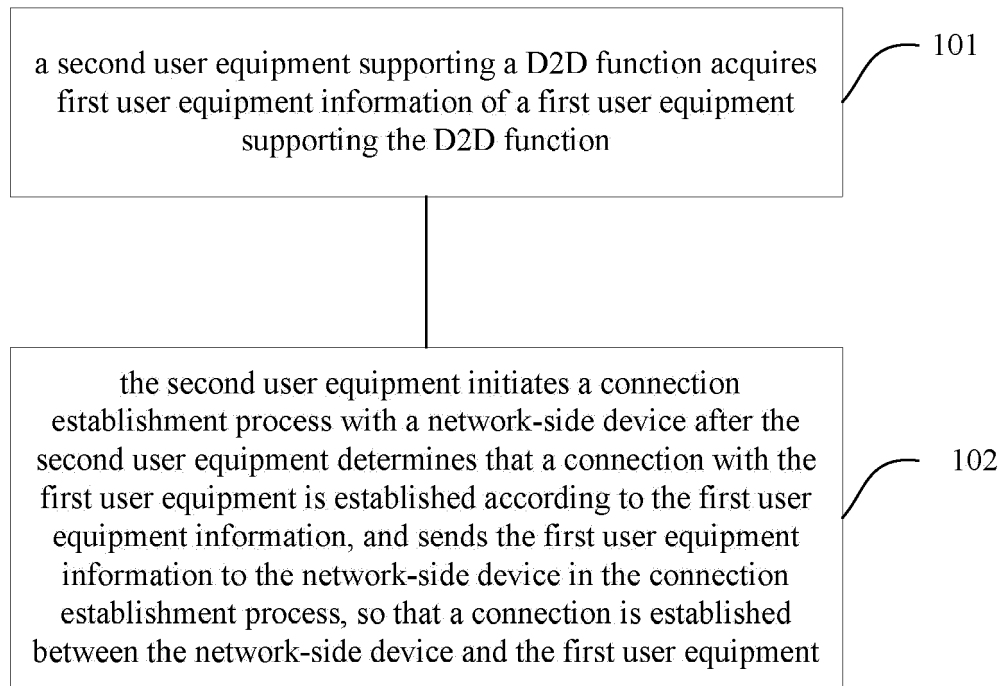 a second user equipment supporting a D2D function acquires
first user equipment information of a first user equipment
supporting the D2D function
101
the second user equipment initiates a connection
establishment process with a network-side device after the
second user equipment determines that a connection with the
first user equipment is established according to the first user
equipment information, and sends the first user equipment
information to the network-side device in the connection
establishment process, so that a connection is established
between the network-side device and the first user equipment
102